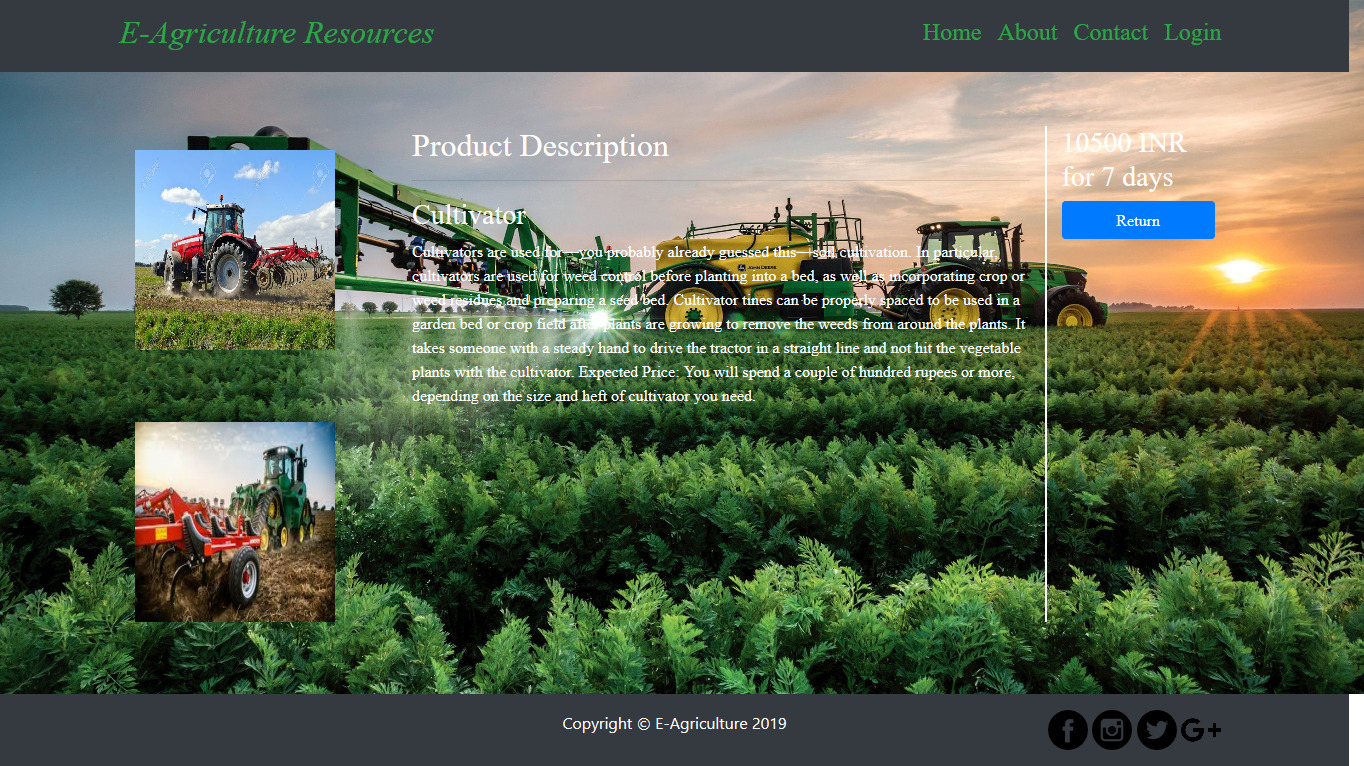 E-Agriculture Resources
Home About Contact Login
Product Description
Cultivator
Cultivators are used for—you probably already guessed this—soil cultivation. In particular,
cultivators are used for weed control before planting into a bed, as well as incorporating crop or
weed residues and preparing a seed bed. Cultivator tines can be properly spaced to be used in a
garden bed or crop field after plants are growing to remove the weeds from around the plants. It
takes someone with a steady hand to drive the tractor in a straight line and not hit the vegetable
plants with the cultivator. Expected Price: You will spend a couple of hundred rupees or more,
depending on the size and heft of cultivator you need.
10500 INR
for 7 days
Return
JOHN DEERE
Copyright © E-Agriculture 2019
G+